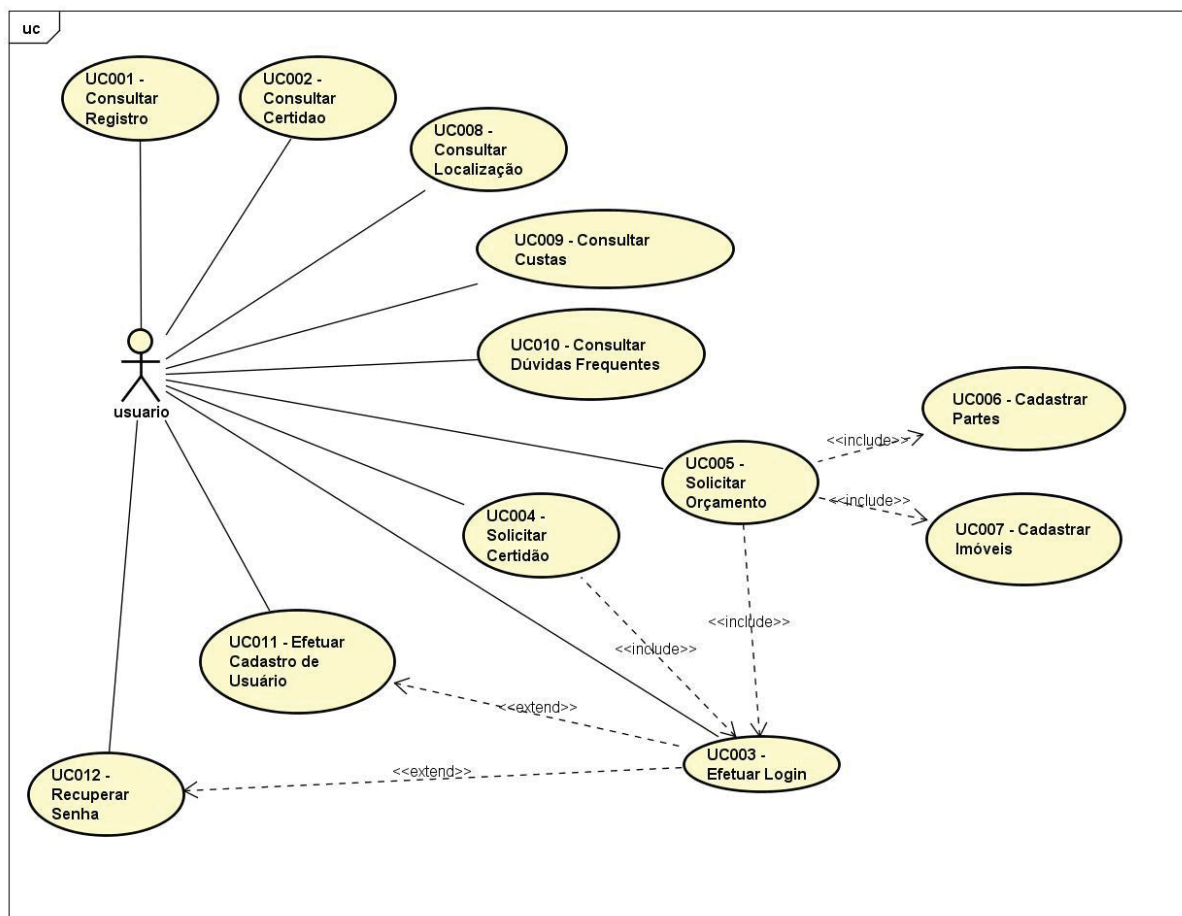 uc
UC001 -
Consultar
Registro
UC002 -
Consultar
Certidao
UC008 -
Consultar
Localização
UC009 - Consultar
Custas
UC010 - Consultar
Dúvidas Frequentes
usuario
UC006 - Cadastrar
Partes
<<include>>
UC005 -
Solicitar
Orçamento
<<include>>
UC007 - Cadastrar
Imóveis
UC004 -
Solicitar
Certidão
<<include>>
<<include>>
UC011 - Efetuar
Cadastro de
Usuário
<<extend>>
UC003 -
Efetuar Login
<<extend>>
UC012 -
Recuperar
Senha